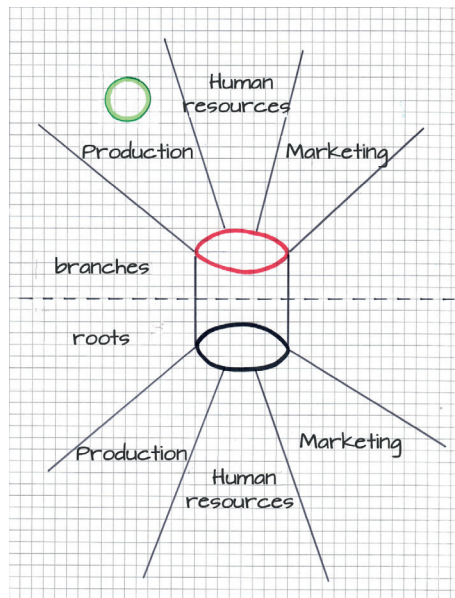 Human
resources
Production
Marketing
branches
roots
Production
Marketing
Human
resources